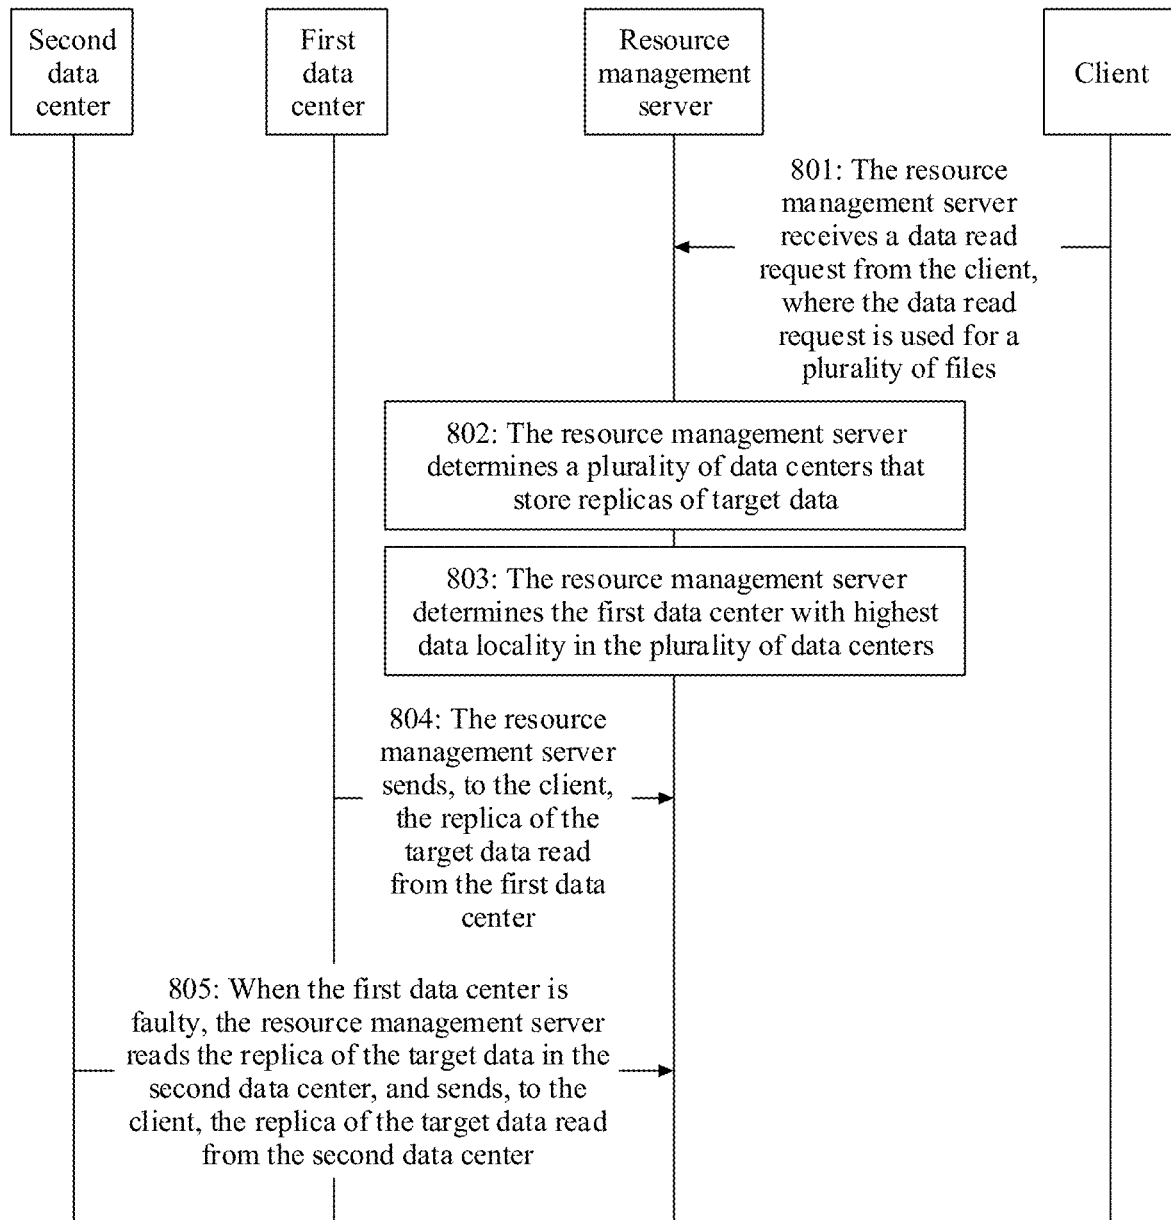 Second
data
center
First
data
center
Resource
management
server
Client
801: The resource
management server
receives a data read
request from the client,
where the data read
request is used for a
plurality of files
802: The resource management server
determines a plurality of data centers that
store replicas of target data
803: The resource management server
determines the first data center with highest
data locality in the plurality of data centers
804: The resource
management server
sends, to the client,
the replica of the
target data read
from the first data
center
805: When the first data center is
faulty, the resource management server
reads the replica of the target data in the
second data center, and sends, to the
client, the replica of the target data read
from the second data center